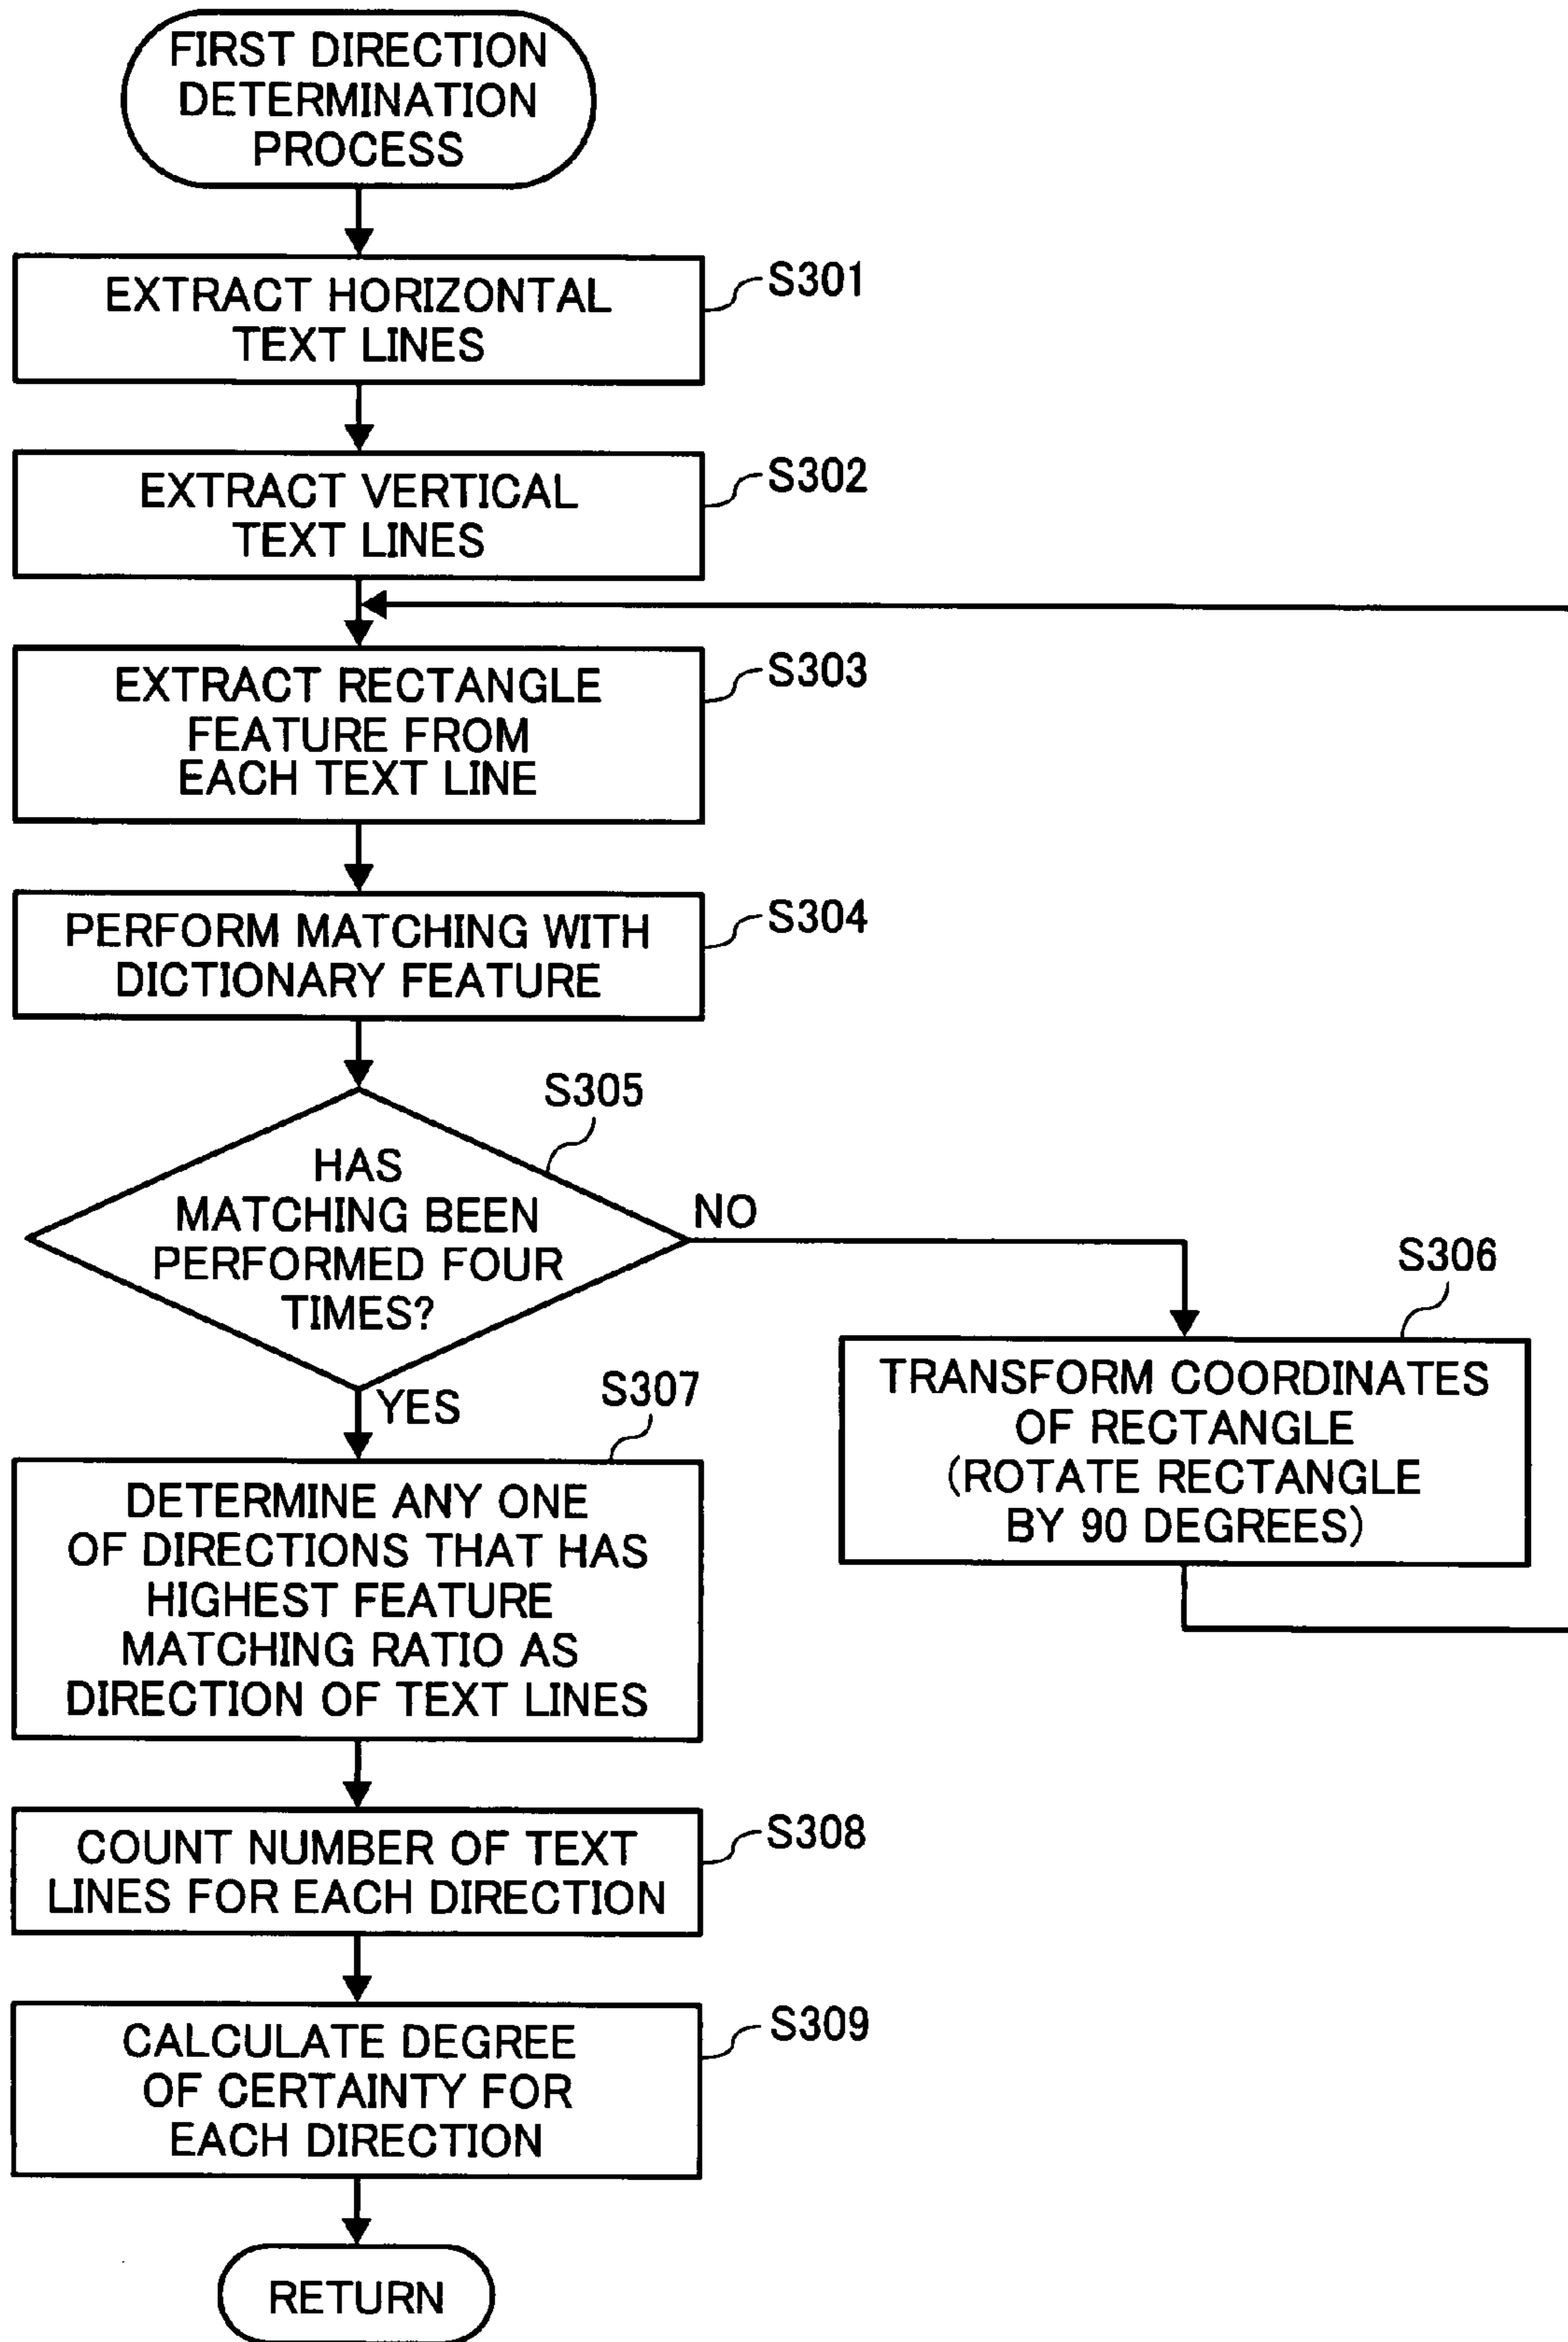 FIRST DIRECTION
DETERMINATION
PROCESS
EXTRACT HORIZONTAL
TEXT LINES
S301
EXTRACT VERTICAL
TEXT LINES
S302
EXTRACT RECTANGLE
FEATURE FROM
EACH TEXT LINE
S303
PERFORM MATCHING WITH
DICTIONARY FEATURE
S304
S305
HAS
MATCHING BEEN
PERFORMED FOUR
TIMES?
NO
S306
TRANSFORM COORDINATES
OF RECTANGLE
(ROTATE RECTANGLE
BY 90 DEGREES)
YES
S307
DETERMINE ANY ONE
OF DIRECTIONS THAT HAS
HIGHEST FEATURE
MATCHING RATIO AS
DIRECTION OF TEXT LINES
COUNT NUMBER OF TEXT
LINES FOR EACH DIRECTION
S308
CALCULATE DEGREE
OF CERTAINTY FOR
EACH DIRECTION
S309
RETURN